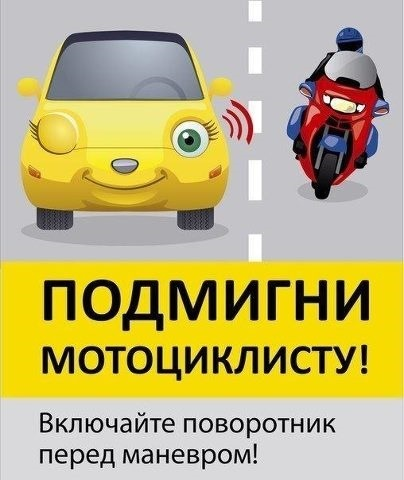 ПОДМИГНИ
МОТОЦИКЛИСТУ!
Включайте поворотник
перед маневром!